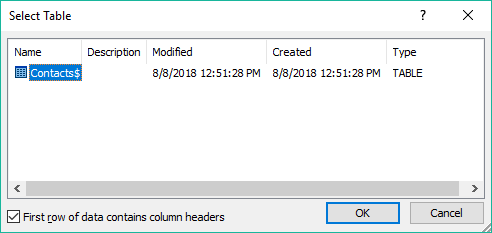 Select Table
?
Name Description Modified Created Type
Contacts$ 8/8/2018 12:51:28 PM 8/8/2018 12:51:28 PM TABLE
First row of data contains column headers
OK Cancel